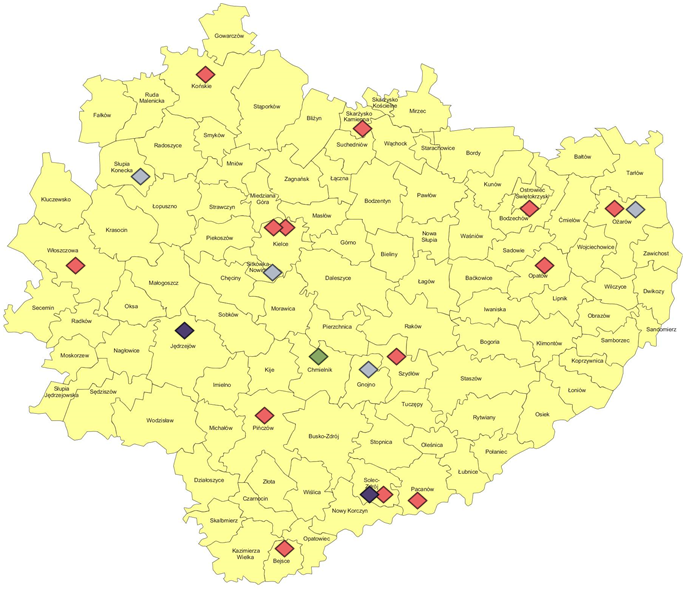 Gowarczów
Końskie
Ruda
Malenicka
Stąporków
Fałków
Bliżyn
Skarżysko
Kościelne
Skarżysko
Kamienna
Mirzec
Smyków
Radoszyce
Suchedniów
Wąchock
Starachowice
Brody
Bałtów
Słupia
Konecka
Mniów
Zagnańsk
Łączna
Tarłów
Kunów
Ostrowiec
Świętokrzyski
Kluczewsko
Łopuszno
Strawczyn
Miedziana
Góra
Masłów
Bodzentyn
Pawłów
Bodzechów
Ćmielów
Ożarów
Krasocin
Piekoszów
Kielce
Górno
Nowa
Słupia
Waśniów
Sadowie
Wojciechowice
Zawichost
Włoszczowa
Bieliny
Sitkówka
Nowiny
Chęciny
Daleszyce
Łagów
Baćkowice
Opatów
Małogoszcz
Wilczyce
Dwikozy
Lipnik
Secemin
Oksa
Sobków
Morawica
Iwaniska
Obrazów
Radków
Pierzchnica
Raków
Sandomierz
Nagłowice
Jędrzejów
Bogoria
Klimontów
Samborzec
Moskorzew
Koprzywnica
Kije
Chmielnik
Szydłów
Gnojno
Staszów
Imielno
Łoniów
Słupia
Jędrzejowska
Sędziszów
Tuczępy
Wodzisław
Michałów
Pińczów
Rytwiany
Osiek
Busko-Zdrój
Stopnica
Oleśnica
Połaniec
Łubnice
Działoszyce
Złota
Solec-
Zdrój
Pacanów
Czarnocin
Wiślica
Nowy Korczyn
Skalbmierz
Opatowiec
Kazimierza
Wielka
Bejsce